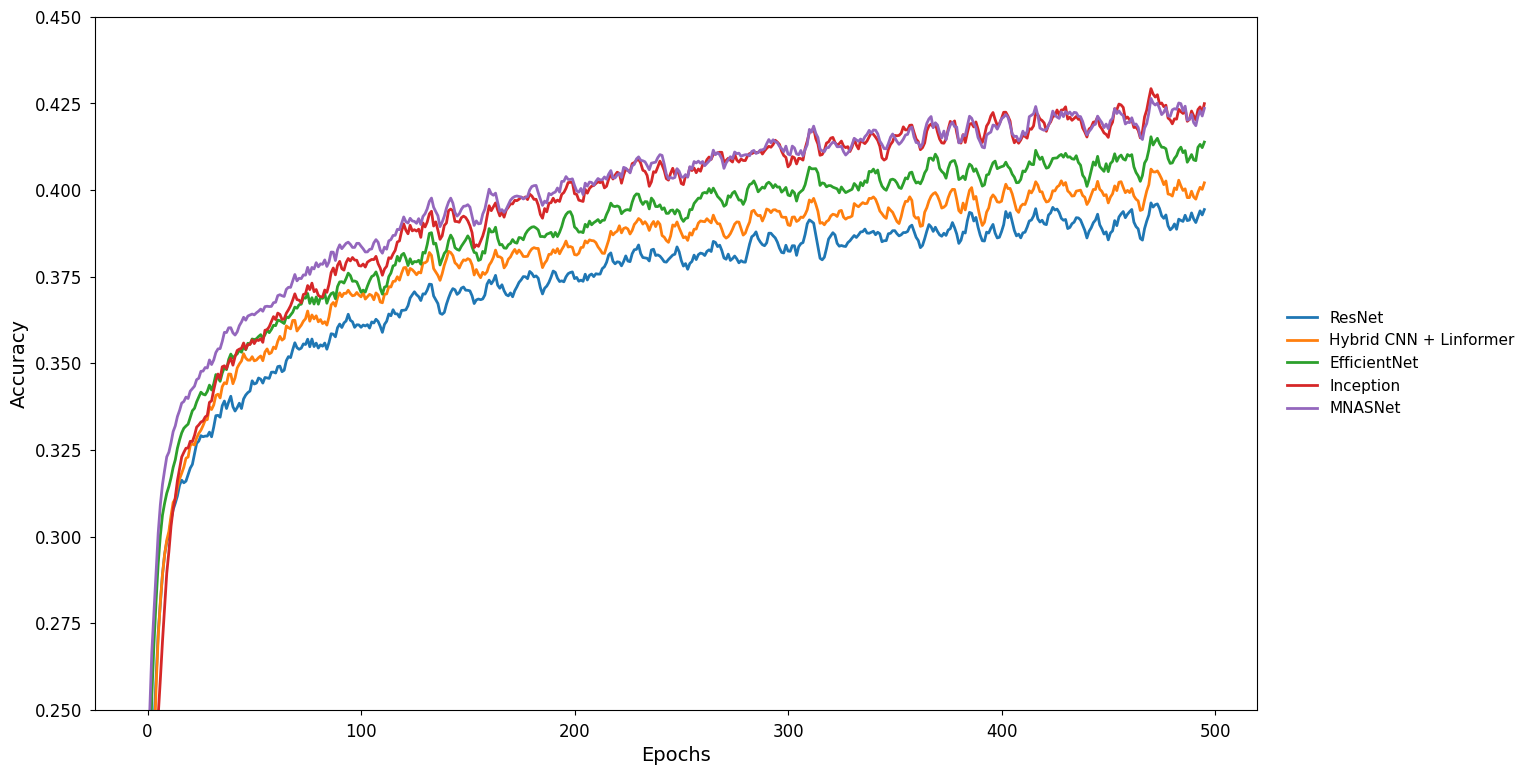 0.450
0.425
0.400
0.375
0.350
0.325
0.300
0.275
0.250
Accuracy
0 100 200 300 400 500
Epochs
ResNet
Hybrid CNN + Linformer
EfficientNet
Inception
MNASNet